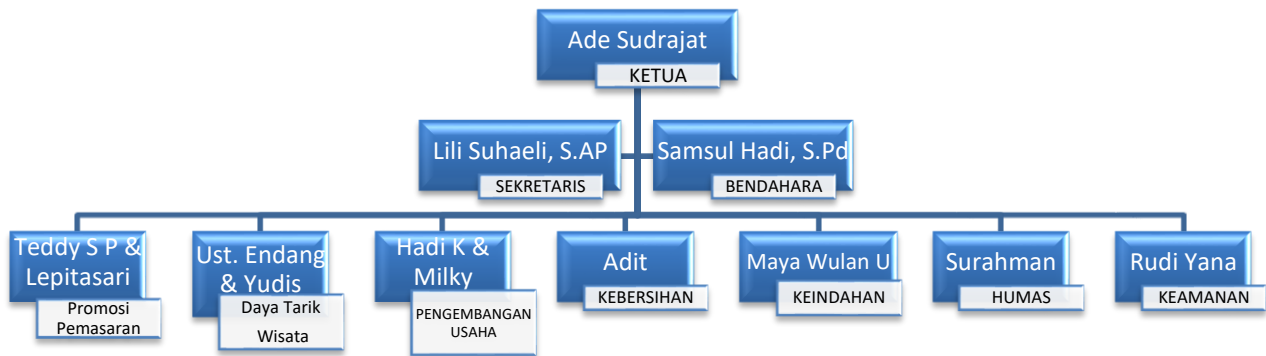 Ade Sudrajat
KETUA
Lili Suhaeli, S.AP
SEKRETARIS
Samsul Hadi, S.Pd
BENDAHARA
Teddy S P &
Lepitasari
Promosi
Pemasaran
Ust. Endang
& Yudis
Daya Tarik
Wisata
Hadi K &
Milky
PENGEMBANGAN
USAHA
Adit
KEBERSIHAN
Maya Wulan U
KEINDAHAN
Surahman
HUMAS
Rudi Yana
KEAMANAN